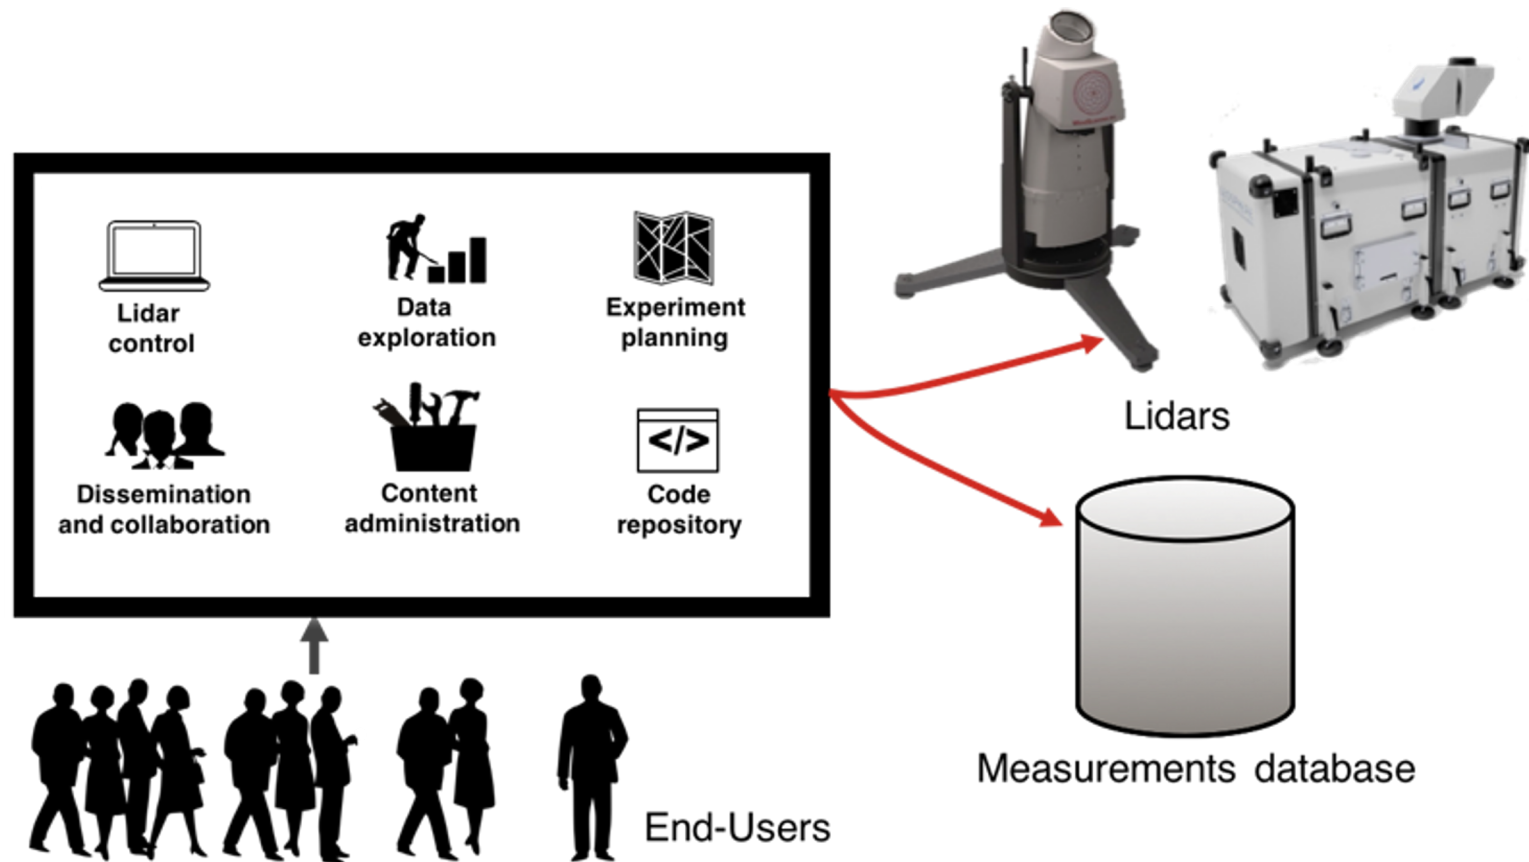 Lidar
control
Data
exploration
Experiment
planning
Dissemination
and collaboration
Content
administration
</>
Code
repository
Lidars
Measurements database
End-Users